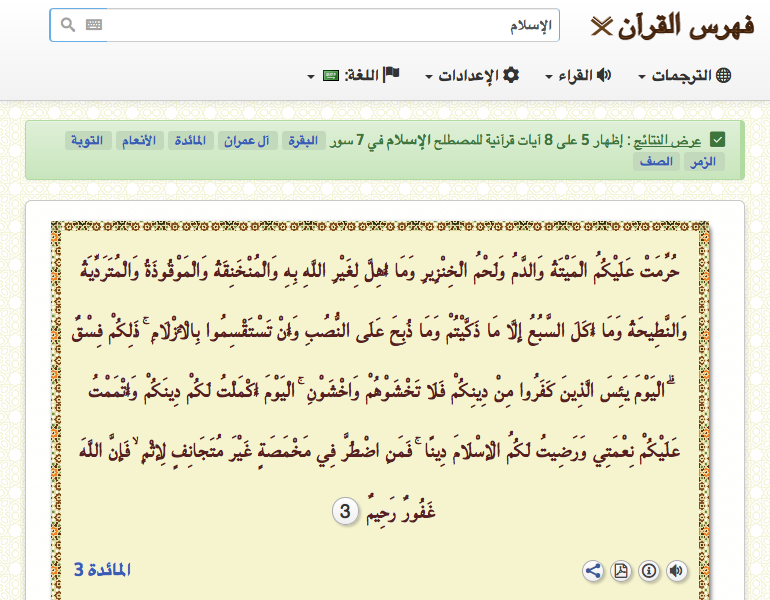 فهرس القرآن
الإسلام
الترجمات
القراء
الإعدادات
اللغة:
عرض النتائج : إظهار 5 على 8 آيات قرآنية للمصطلح الإسلام في 7 سور البقرة آل عمران المائدة الأنعام التوبة
الزمر الصف
حُرِّمَتْ عَلَيْكُمُ الْمَيْتَةُ وَالدَّمُ وَلَحْمُ الْخِنْزِيرِ وَمَا أُهِلَّ لِغَيْرِ اللَّهِ بِهِ وَالْمُنْخَنِقَةُ وَالْمَوْقُوذَةُ وَالْمُتَرَدِّيَةُ
وَالنَّطِيحَةُ وَمَا أَكَلَ السَّبُعُ إِلَّا مَا ذَكَّيْتُمْ وَمَا ذُبِحَ عَلَى النُّصُبِ وَأَنْ تَسْتَقْسِمُوا بِالْأَزْلَامِ ۚ ذَلِكُمْ فِسْقٌ
ۗ الْيَوْمَ يَئِسَ الَّذِينَ كَفَرُوا مِنْ دِينِكُمْ فَلَا تَخْشَوْهُمْ وَاخْشَوْنِ ۚ الْيَوْمَ أَكْمَلْتُ لَكُمْ دِينَكُمْ وَأَتْمَمْتُ
عَلَيْكُمْ نِعْمَتِي وَرَضِيتُ لَكُمُ الْإِسْلَامَ دِينًا ۚ فَمَنِ اضْطُرَّ فِي مَخْمَصَةٍ غَيْرَ مُتَجَانِفٍ لِإِثْمٍ ۙ فَإِنَّ اللَّهَ
غَفُورٌ رَحِيمٌ 3
المائدة 3